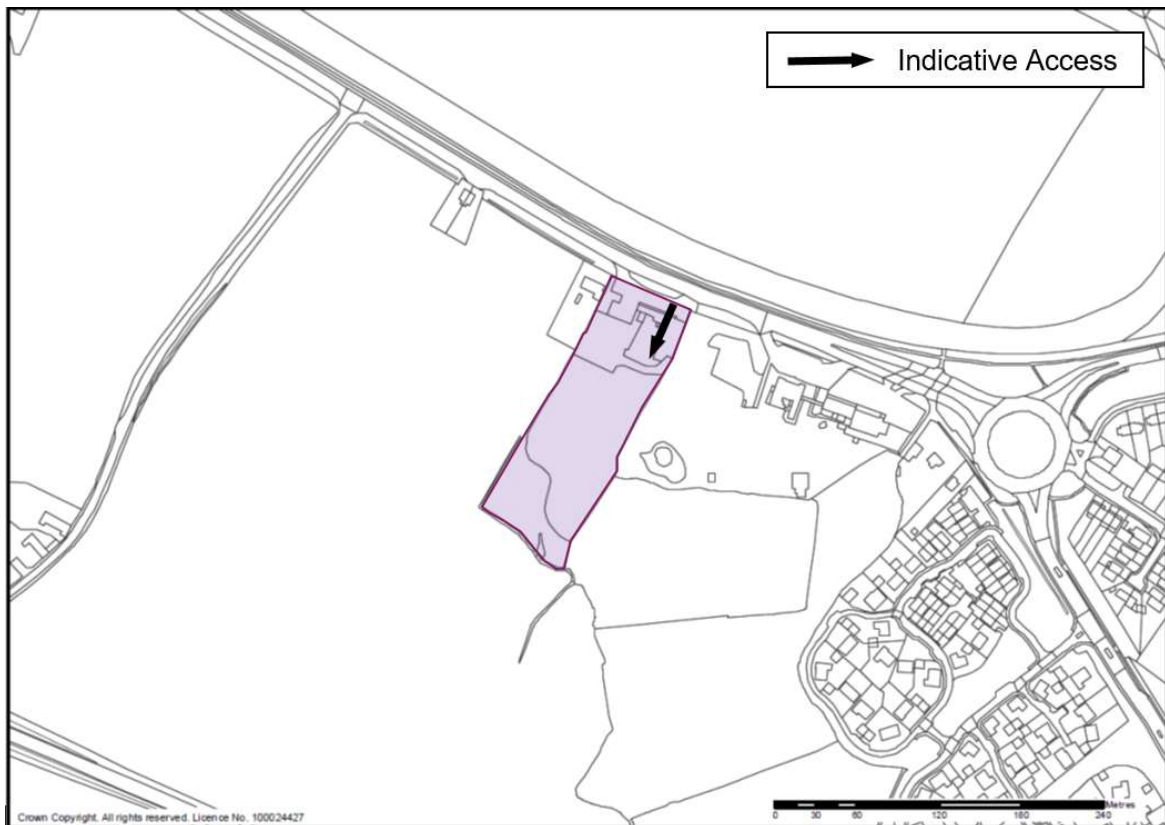 Indicative Access
Crown Copyright. All rights reserved. Licence No. 100024427
Metres
0 30 60 120 180 240